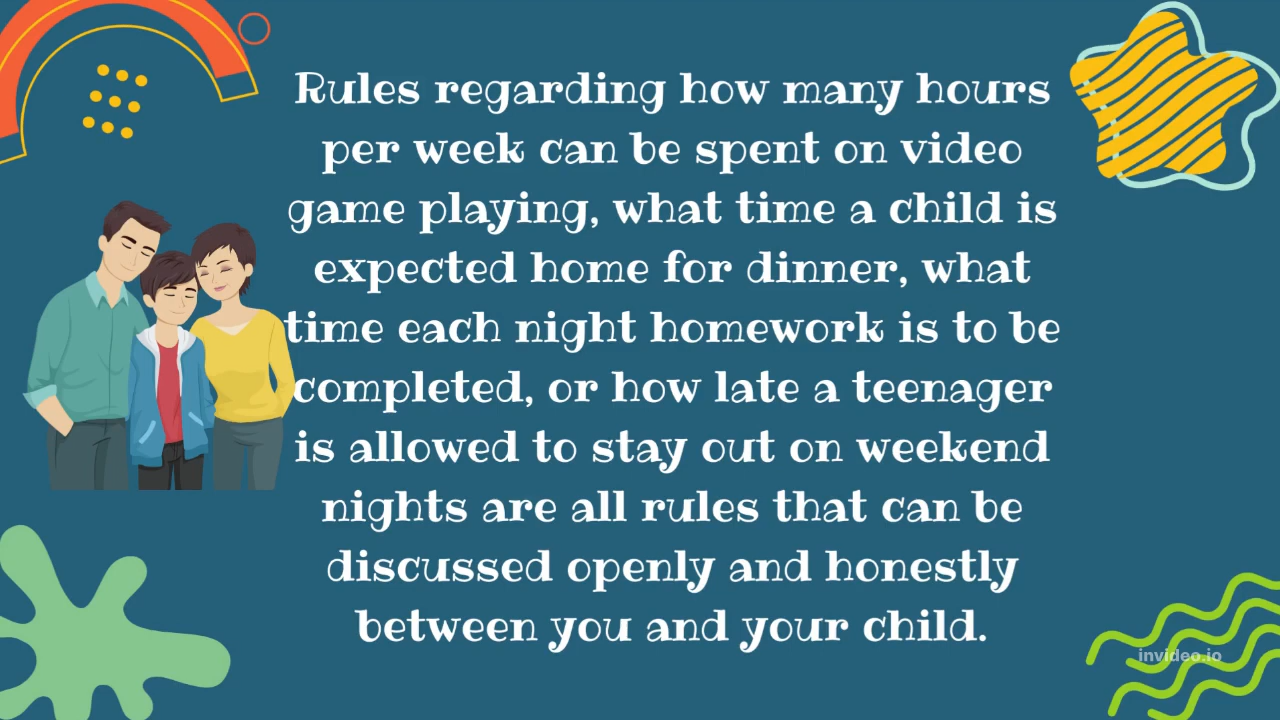 Rules regarding how many hours
per week can be spent on video
game playing, what time a child is
expected home for dinner, what
time each night homework is to be
completed, or how late a teenager
is allowed to stay out on weekend
nights are all rules that can be
discussed openly and honestly
between you and your child.
invideo.io